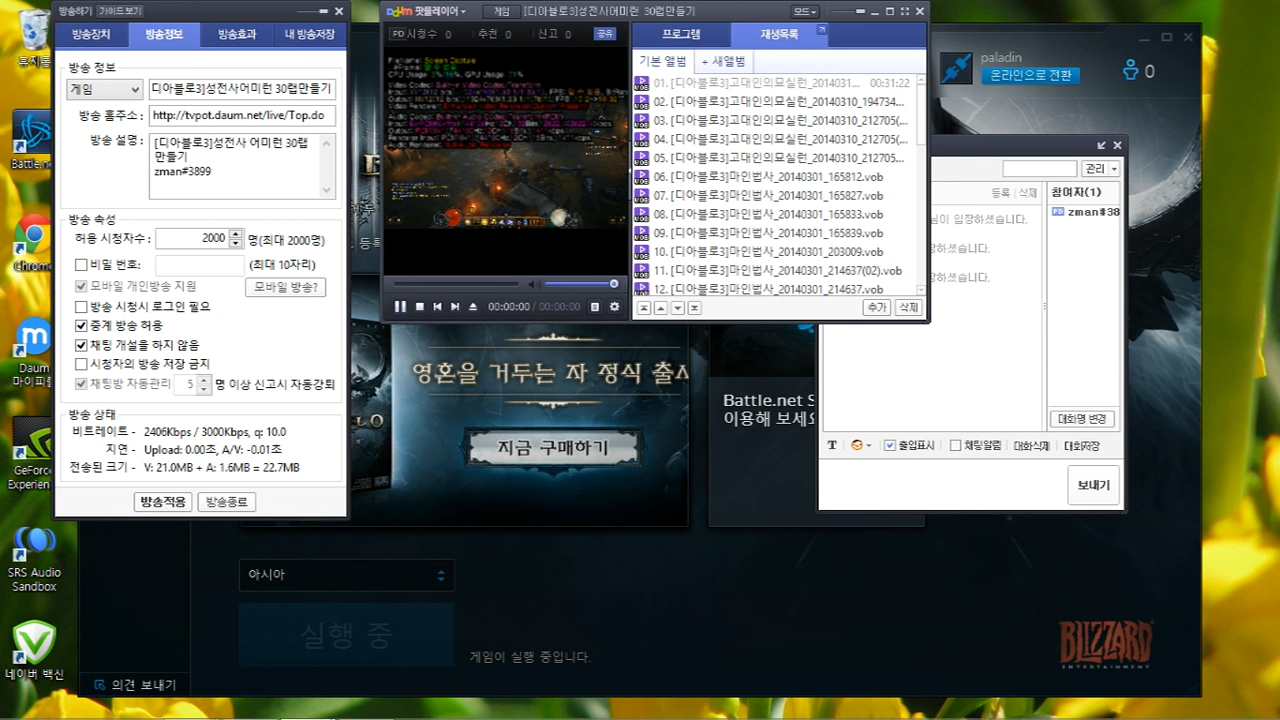 방송하기 가이드보기
방송장치 방송정보 방송효과 내 방송저장
방송 정보
게임 [디아블로3]성전사어미런 30렙만들기
방송 홈주소 : http://tvpot.daum.net/live/Top.do
방송 설명 : [디아블로3]성전사 어미런 30렙
만들기
zman#3899
방송 속성
허용 시청자수 : 2000 명(최대 2000명)
비밀 번호: (최대 10자리)
모바일 개인방송 지원 모바일 방송?
방송 시청시 로그인 필요
중계 방송 허용
채팅 개설을 하지 않음
시청자의 방송 저장 금지
채팅방 자동관리 5 명 이상 신고시 자동강퇴
방송 상태
비트레이트 - 2406Kbps / 3000Kbps, q: 10.0
지연 - Upload: 0.00초, A/V: -0.01초
전송된 크기 - V: 21.0MB + A: 1.6MB = 22.7MB
방송적용 방송종료
Daum 팟플레이어 게임 [디아블로3]성전사어미런 30렙만들기 모드
PD 시청수 0 추천 0 신고 0 공유
프로그램 재생목록
기본 앨범 + 새앨범
01. [디아블로3]고대인의묘실런_201431... 00:31:22
02. [디아블로3]고대인의묘실런_20140310_194734...
03. [디아블로3]고대인의묘실런_20140310_212705(...
04. [디아블로3]고대인의묘실런_20140310_212705(...
05. [디아블로3]고대인의묘실런_20140310_212705...
06. [디아블로3]마인법사_20140301_165812.vob
07. [디아블로3]마인법사_20140301_165827.vob
08. [디아블로3]마인법사_20140301_165833.vob
09. [디아블로3]마인법사_20140301_165839.vob
10. [디아블로3]마인법사_20140301_203009.vob
11. [디아블로3]마인법사_20140301_214637(02).vob
12. [디아블로3]마인법사_20140301_214637.vob
00:00:00 / 00:00:00
추가 삭제
paladin
온라인으로 전환
0
관리
등록 | 삭제 참여자(1)
님이 입장하셨습니다. PD zman#38
장하셨습니다.
장하셨습니다.
대화명 변경
T 출입표시 채팅알림 대화삭제 대화저장
보내기
영혼을 거두는 자 정식 출시
지금 구매하기
Battle.net S
이용해 보세요
아시아
실행 중
게임이 실행 중입니다.
의견 보내기
BLIZZARD
ENTERTAINMENT
휴지통
Battle.net
Chrome
Daum
마이피플
GeForce
Experience
SRS Audio
Sandbox
네이버 백신